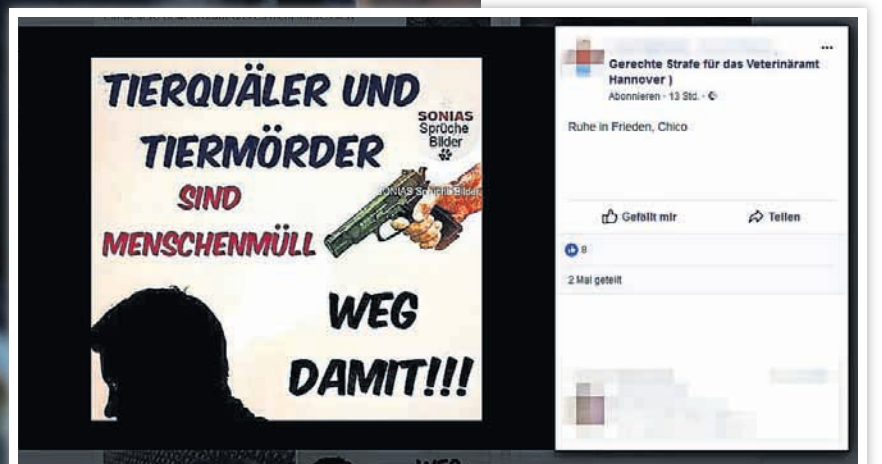 TIERQUÄLER UND
TIERMÖRDER
SIND
MENSCHENMÜLL
SONIAS
Sprüche
Bilder
SONIAS Sprüche Bilder
WEG
DAMIT!!!
Gerechte Strafe für das Veterinäramt
Hannover )
Abonnieren · 13 Std. ·
Ruhe in Frieden, Chico
Gefällt mir
Teilen
8
2 Mal geteilt
WEG